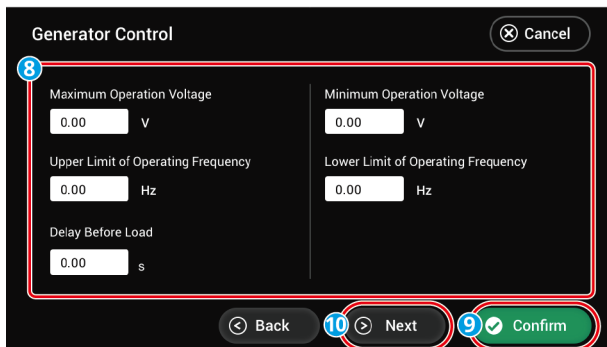 Generator Control
Cancel
8
Maximum Operation Voltage
0.00 V
Minimum Operation Voltage
0.00 V
Upper Limit of Operating Frequency
0.00 Hz
Lower Limit of Operating Frequency
0.00 Hz
Delay Before Load
0.00 s
Back
10 Next
9 Confirm